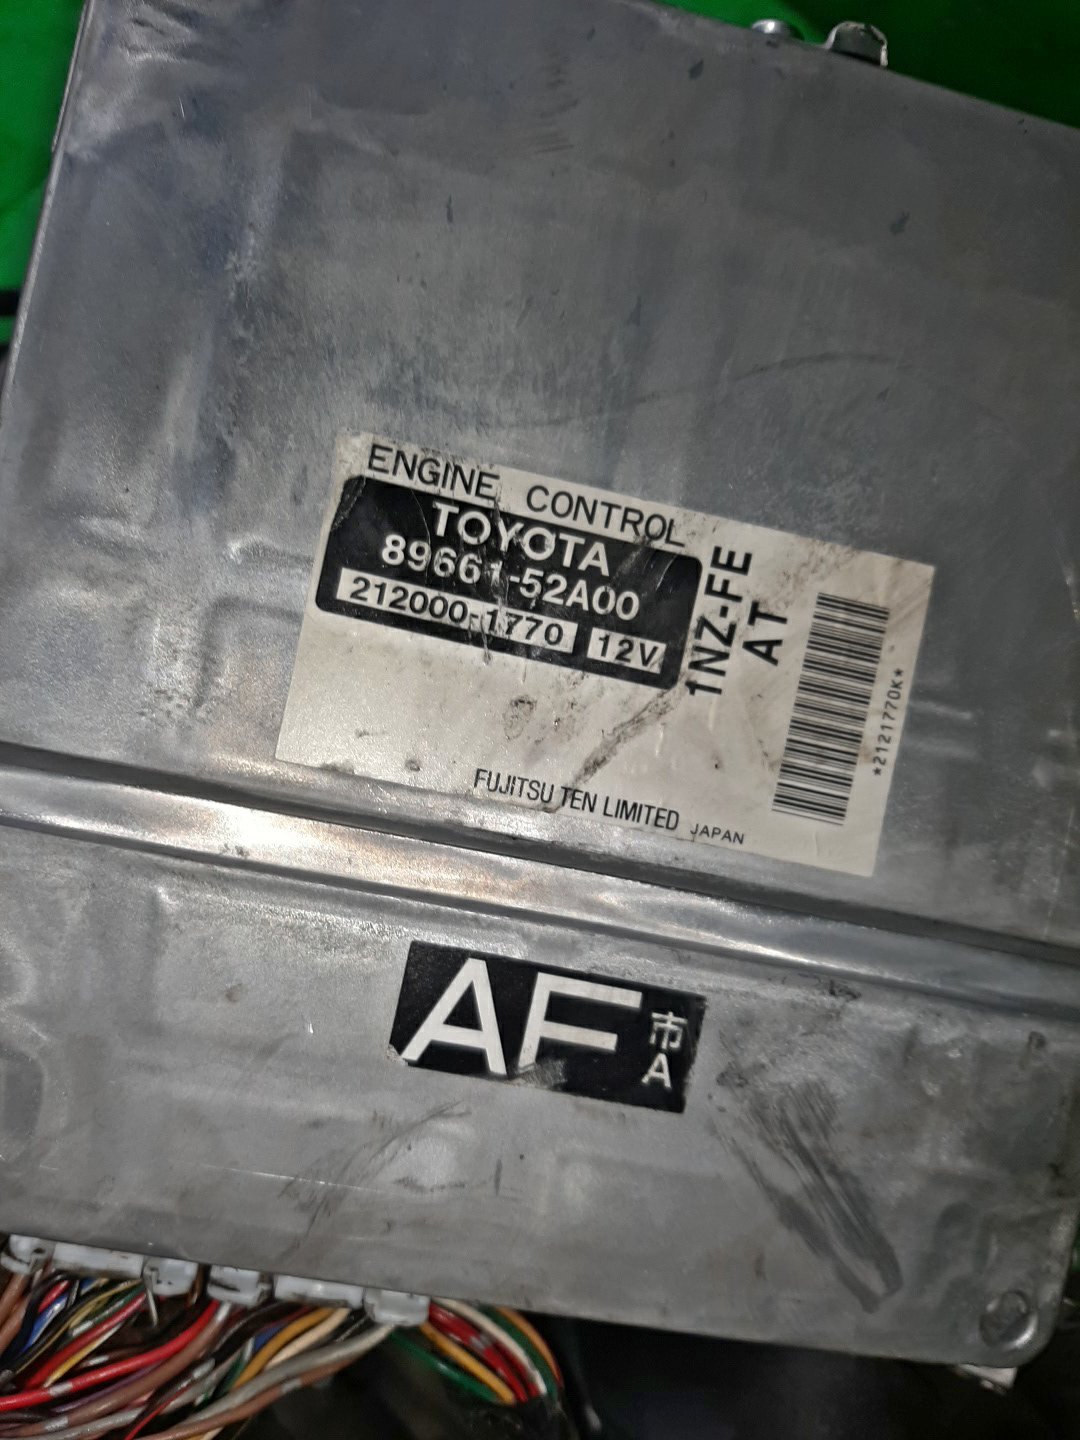 ENGINE CONTROL
TOYOTA
89661-52A00
212000-1770 12V
1NZ-FE
AT
*2121770K*
FUJITSU TEN LIMITED JAPAN
AF 市
A